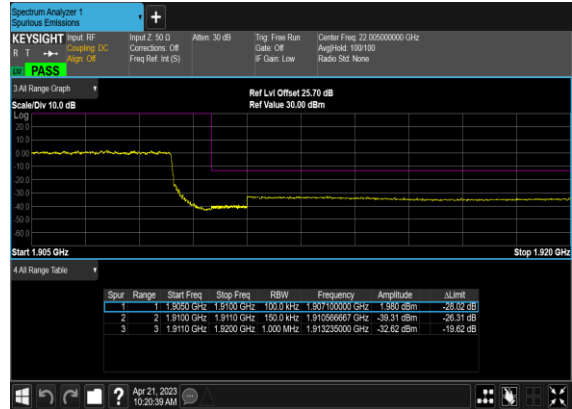 Spectrum Analyzer 1
Spurious Emissions
+
KEYSIGHT Input: RF Input Z: 50 Ω Atten: 30 dB Trig: Free Run Center Freq: 22.005000000 GHz
R T Coupling: DC Corrections: Off Gate: Off Avg|Hold: 100/100
Align: Off Freq Ref: Int (S) IF Gain: Low Radio Std: None
PASS
3 All Range Graph
Ref Lvl Offset 25.70 dB
Scale/Div 10.0 dB Ref Value 30.00 dBm
Log
20.0
10.0
0.00
-10.0
-20.0
-30.0
-40.0
-50.0
-60.0
Start 1.905 GHz Stop 1.920 GHz
4 All Range Table
Spur Range Start Freq Stop Freq RBW Frequency Amplitude ΔLimit
1 1 1.9050 GHz 1.9100 GHz 100.0 kHz 1.907100000 GHz 1.980 dBm -28.02 dB
2 2 1.9100 GHz 1.9110 GHz 150.0 kHz 1.910566667 GHz -39.31 dBm -26.31 dB
3 3 1.9110 GHz 1.9200 GHz 1.000 MHz 1.913235000 GHz -32.62 dBm -19.62 dB
? Apr 21, 2023
10:20:39 AM